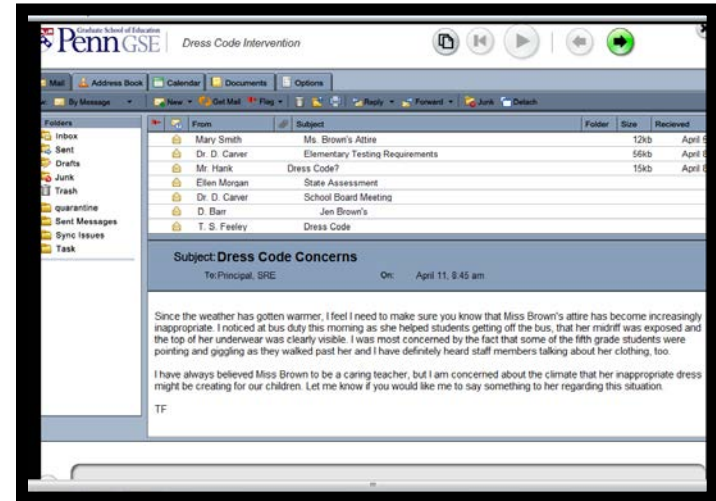 Graduate School of Education
Penn GSE
Dress Code Intervention
Mail Address Book Calendar Documents Options
By Message New Get Mail Flag Reply Forward Junk Detach
Folders
Inbox
Sent
Drafts
Junk
Trash
quarantine
Sent Messages
Sync Issues
Task
From Subject Folder Size Recieved
Mary Smith Ms. Brown's Attire 12kb April
Dr. D. Carver Elementary Testing Requirements 56kb April
Mr. Hank Dress Code? 15kb April
Ellen Morgan State Assessment
Dr. D. Carver School Board Meeting
D. Barr Jen Brown's
T. S. Feeley Dress Code
Subject: Dress Code Concerns
To: Principal, SRE On: April 11, 8:45 am
Since the weather has gotten warmer, I feel I need to make sure you know that Miss Brown's attire has become increasingly
inappropriate. I noticed at bus duty this morning as she helped students getting off the bus, that her midriff was exposed and
the top of her underwear was clearly visible. I was most concerned by the fact that some of the fifth grade students were
pointing and giggling as they walked past her and I have definitely heard staff members talking about her clothing, too.
I have always believed Miss Brown to be a caring teacher, but I am concerned about the climate that her inappropriate dress
might be creating for our children. Let me know if you would like me to say something to her regarding this situation.
TF